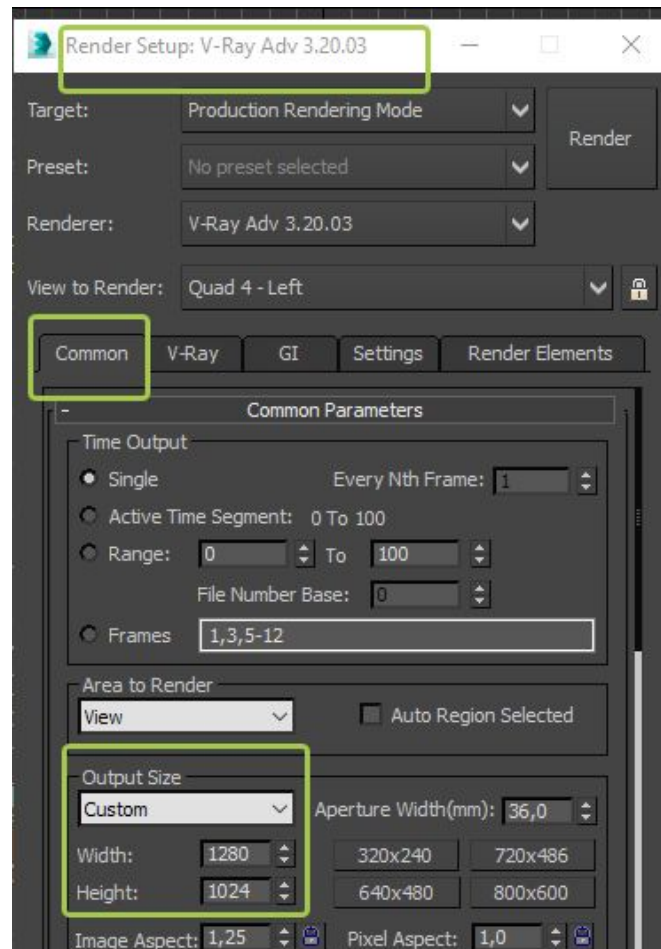 Render Setup: V-Ray Adv 3.20.03
Target: Production Rendering Mode
Render
Preset: No preset selected
Renderer: V-Ray Adv 3.20.03
View to Render: Quad 4 - Left
Common V-Ray GI Settings Render Elements
- Common Parameters
Time Output
Single Every Nth Frame: 1
Active Time Segment: 0 To 100
Range: 0 To 100
File Number Base: 0
Frames 1,3,5-12
Area to Render
View Auto Region Selected
Output Size
Custom Aperture Width(mm): 36,0
Width: 1280 320x240 720x486
Height: 1024 640x480 800x600
Image Aspect: 1,25 Pixel Aspect: 1,0